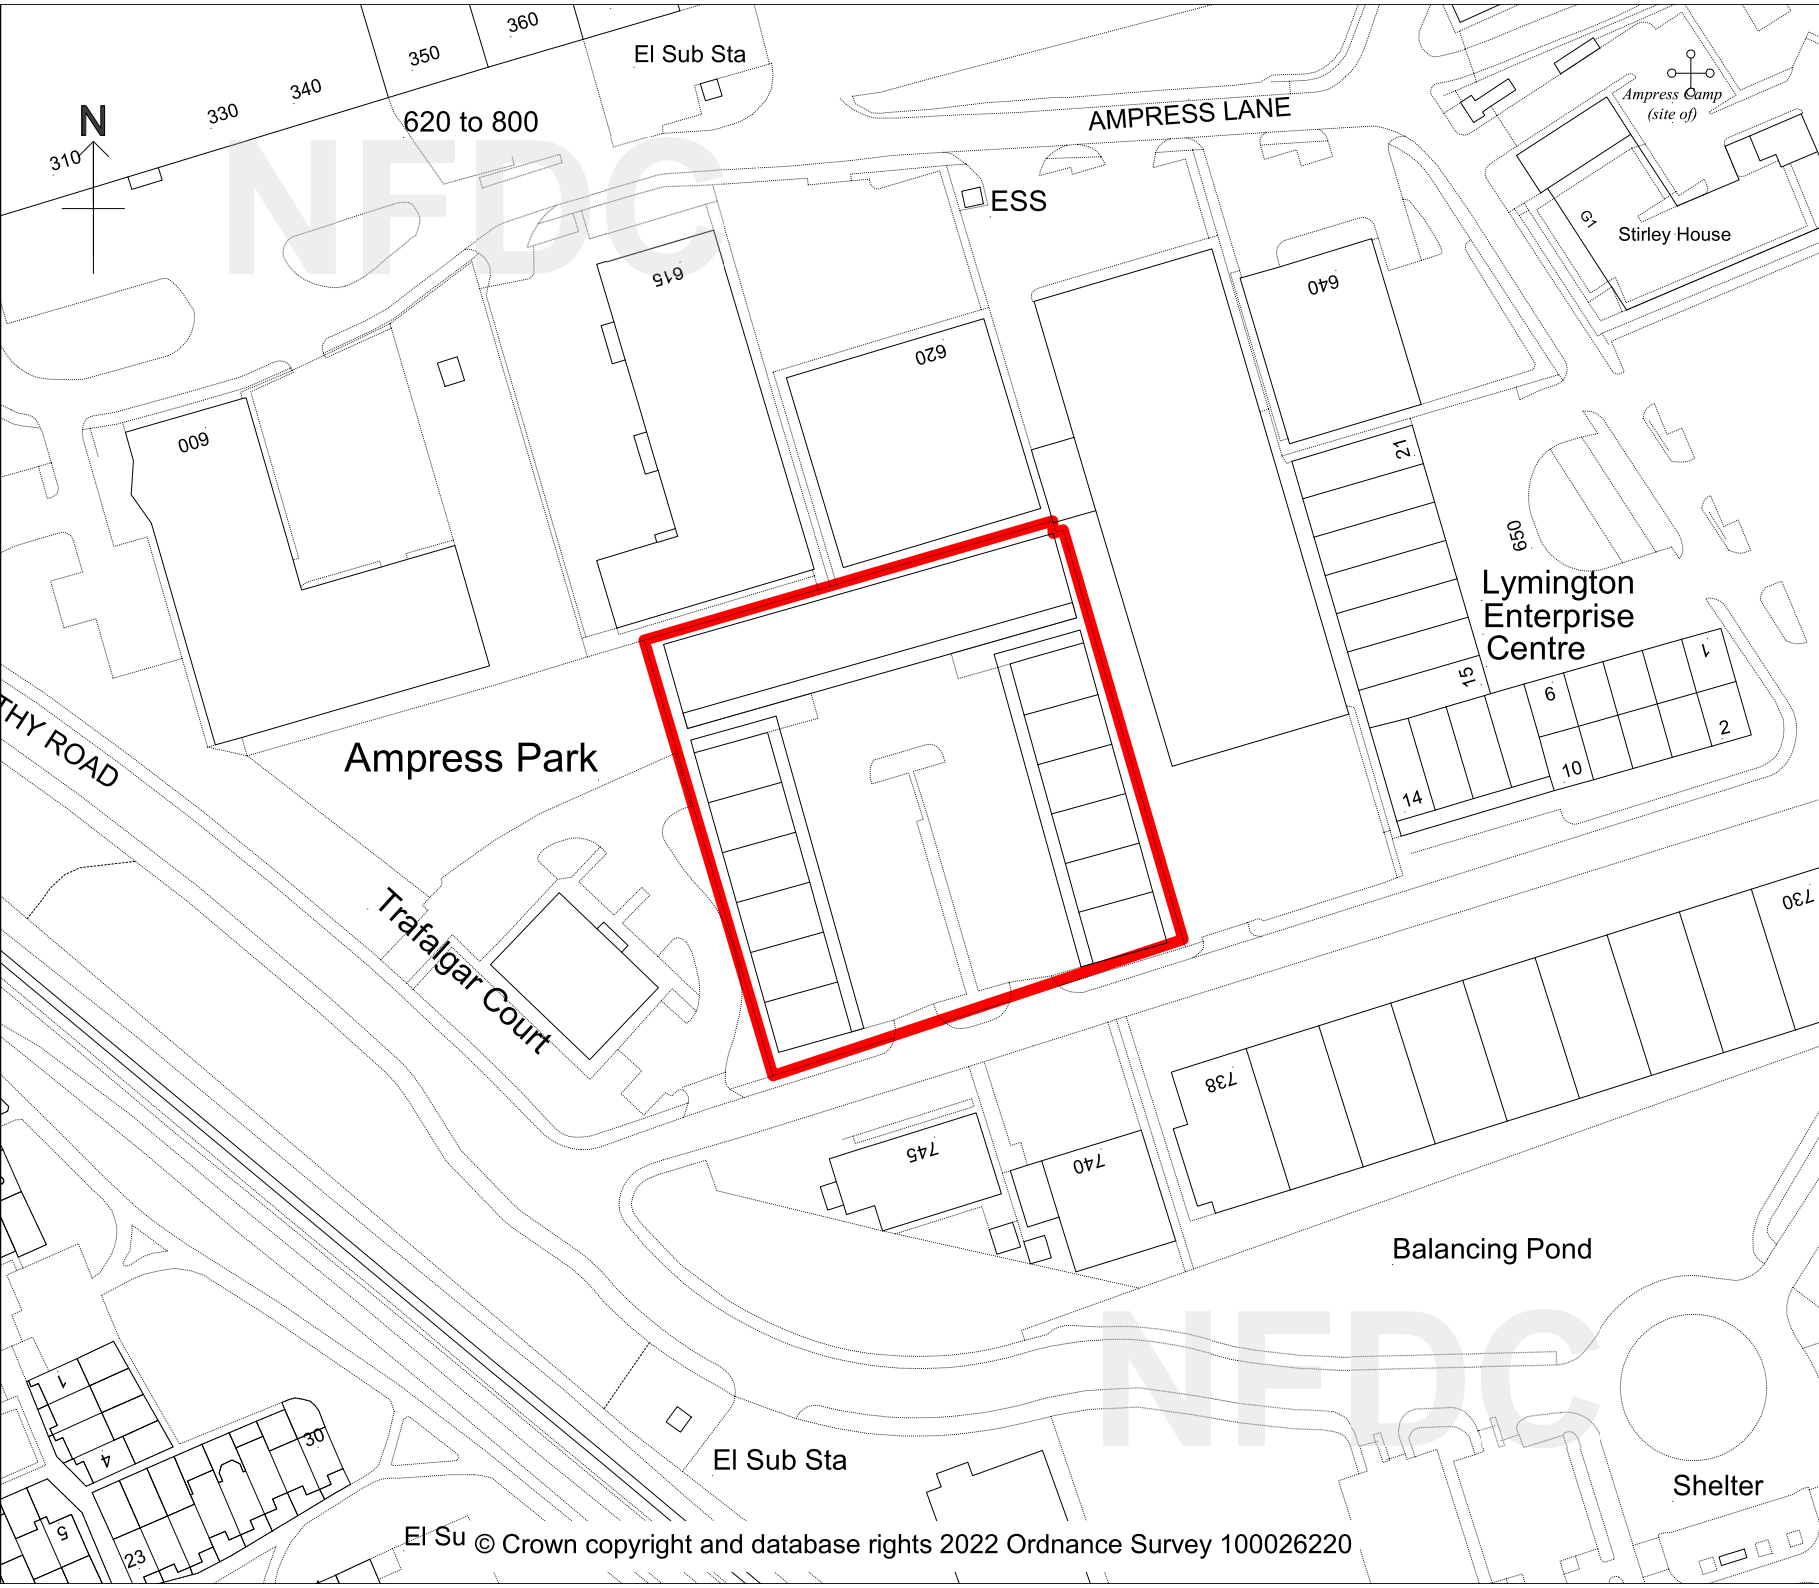 360
350
El Sub Sta
340
330
N
310
620 to 800
AMPRESS LANE
Ampress Camp
(site of)
NFDC
ESS
G1
Stirley House
615
640
620
600
21
650
Lymington
Enterprise
Centre
15
1
6
2
10
14
THY ROAD
Ampress Park
Trafalgar Court
730
738
745
740
Balancing Pond
NFDC
1
4
30
5
23
El Sub Sta
Shelter
El Su
© Crown copyright and database rights 2022 Ordnance Survey 100026220